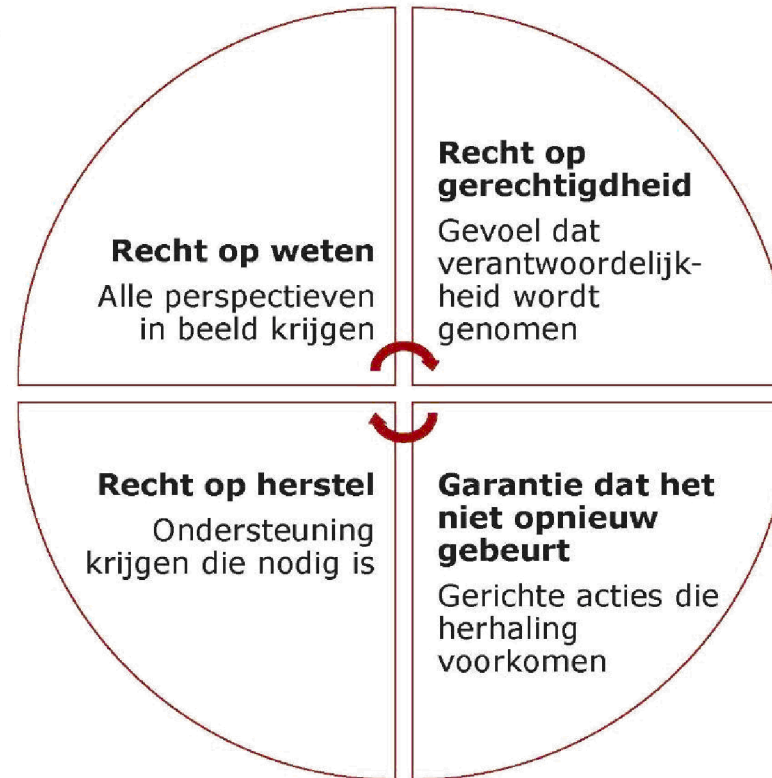 Recht op weten
Alle perspectieven
in beeld krijgen
Recht op
gerechtigdheid
Gevoel dat
verantwoordelijk-
heid wordt
genomen
Recht op herstel
Ondersteuning
krijgen die nodig is
Garantie dat het
niet opnieuw
gebeurt
Gerichte acties die
herhaling
voorkomen